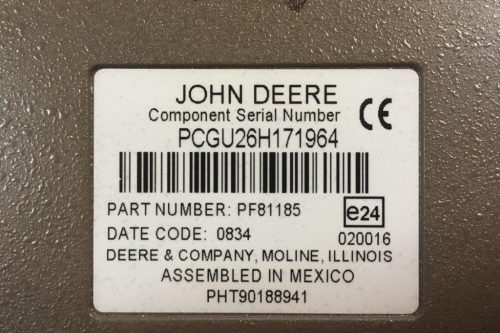 JOHN DEERE
Component Serial Number
CE
PCGU26H171964
PART NUMBER: PF81185
e24
DATE CODE: 0834
020016
DEERE & COMPANY, MOLINE, ILLINOIS
ASSEMBLED IN MEXICO
PHT90188941